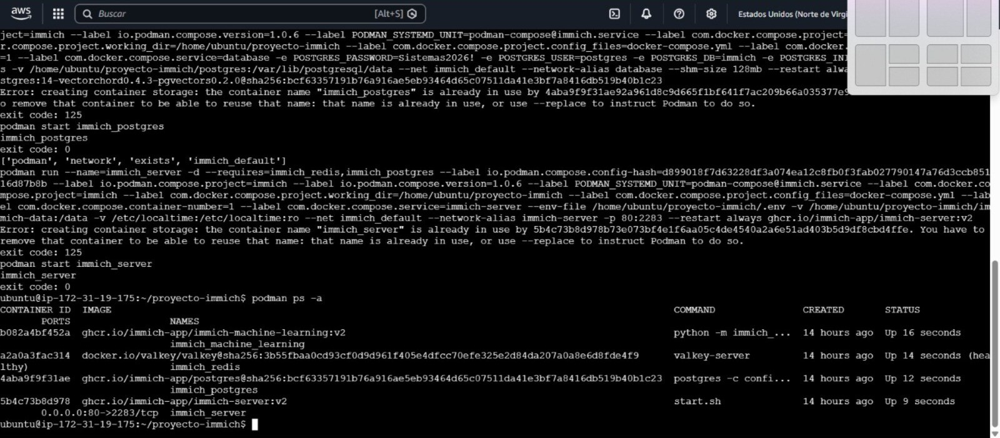 aws
Buscar
[Alt+S]
Estados Unidos (Norte de Virgi
ject=immich --label io.podman.compose.version=1.0.6 --label PODMAN_SYSTEMD_UNIT=podman-compose@immich.service --label com.docker.compose.project=
r.compose.project.working_dir=/home/ubuntu/proyecto-immich --label com.docker.compose.project.config_files=docker-compose.yml --label com.docker.
=1 --label com.docker.compose.service=database -e POSTGRES_PASSWORD=Sistemas2026! -e POSTGRES_USER=postgres -e POSTGRES_DB=immich -e POSTGRES_INI
s -v /home/ubuntu/proyecto-immich/postgres:/var/lib/postgresql/data --net immich_default --network-alias database --shm-size 128mb --restart alwa
stgres:14-vectorchord0.4.3-pgvectors0.2.0@sha256:bcf63357191b76a916ae5eb93464d65c07511da41e3bf7a8416db519b40b1c23
Error: creating container storage: the container name "immich_postgres" is already in use by 4aba9f9f31ae92a961d8c9d665f1bf641f7ac209b66a035377e9
o remove that container to be able to reuse that name: that name is already in use, or use --replace to instruct Podman to do so.
exit code: 125
podman start immich_postgres
immich_postgres
exit code: 0
['podman', 'network', 'exists', 'immich_default']
podman run --name=immich_server -d --requires=immich_redis,immich_postgres --label io.podman.compose.config-hash=d899018f7d63228df3a074ea12c8fb0f3fab027790147a76d3ccb851
16d87b8b --label io.podman.compose.project=immich --label io.podman.compose.version=1.0.6 --label PODMAN_SYSTEMD_UNIT=podman-compose@immich.service --label com.docker.co
mpose.project=immich --label com.docker.compose.project.working_dir=/home/ubuntu/proyecto-immich --label com.docker.compose.project.config_files=docker-compose.yml --lab
el com.docker.compose.container-number=1 --label com.docker.compose.service=immich-server --env-file /home/ubuntu/proyecto-immich/.env -v /home/ubuntu/proyecto-immich/im
mich-data:/data -v /etc/localtime:/etc/localtime:ro --net immich_default --network-alias immich-server -p 80:2283 --restart always ghcr.io/immich-app/immich-server:v2
Error: creating container storage: the container name "immich_server" is already in use by 5b4c73b8d978b73e073bf4e1f6aa05c4de4540a2a6e51ad403b5d9df8cbd4ffe. You have to
remove that container to be able to reuse that name: that name is already in use, or use --replace to instruct Podman to do so.
exit code: 125
podman start immich_server
immich_server
exit code: 0
ubuntu@ip-172-31-19-175:~/proyecto-immich$ podman ps -a
CONTAINER ID  IMAGE  COMMAND  CREATED  STATUS
PORTS  NAMES
b082a4bf452a  ghcr.io/immich-app/immich-machine-learning:v2  python -m immich_...  14 hours ago  Up 16 seconds
immich_machine_learning
a2a0a3fac314  docker.io/valkey/valkey@sha256:3b55fbaa0cd93cf0d9d961f405e4dfcc70efe325e2d84da207a0a8e6d8fde4f9  valkey-server  14 hours ago  Up 14 seconds (hea
lthy)  immich_redis
4aba9f9f31ae  ghcr.io/immich-app/postgres@sha256:bcf63357191b76a916ae5eb93464d65c07511da41e3bf7a8416db519b40b1c23  postgres -c confi...  14 hours ago  Up 12 seconds
immich_postgres
5b4c73b8d978  ghcr.io/immich-app/immich-server:v2  start.sh  14 hours ago  Up 9 seconds
0.0.0.0:80->2283/tcp  immich_server
ubuntu@ip-172-31-19-175:~/proyecto-immich$